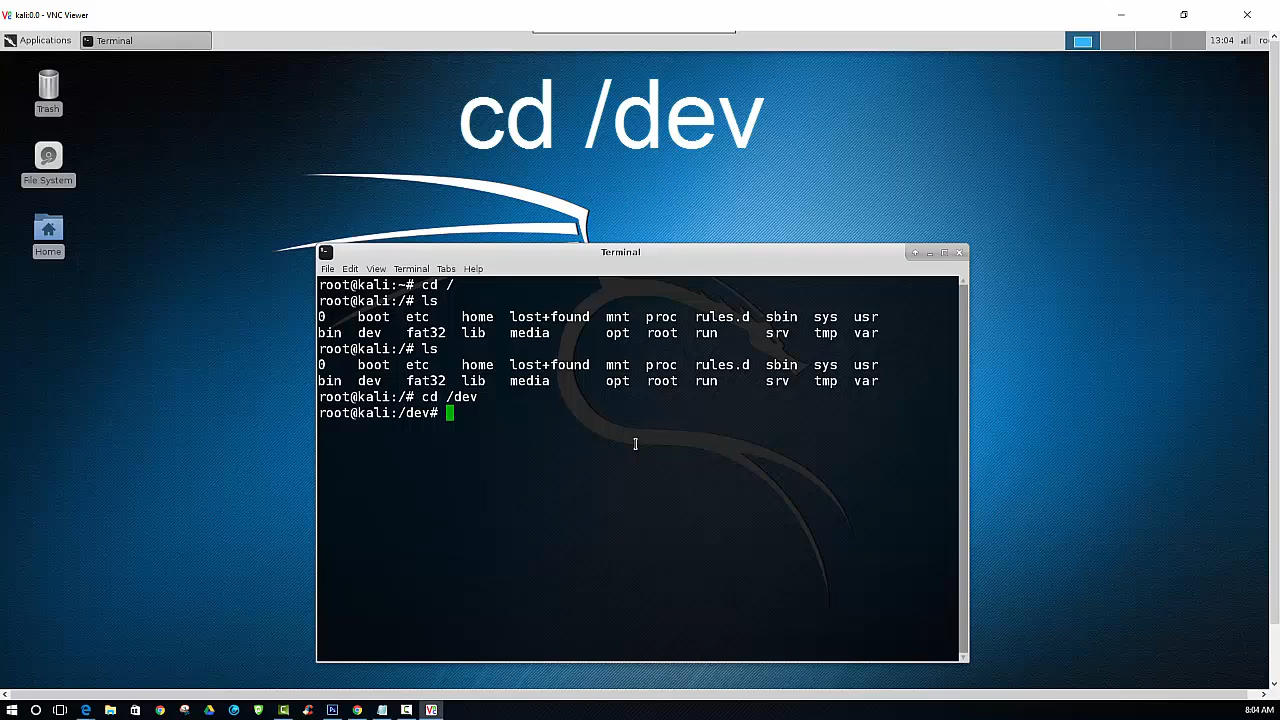 kali:0.0 - VNC Viewer
Applications Terminal 13:04
Trash
File System
Home
cd /dev
Terminal
File Edit View Terminal Tabs Help
root@kali:~# cd /
root@kali:/# ls
0 boot etc home lost+found mnt proc rules.d sbin sys usr
bin dev fat32 lib media opt root run srv tmp var
root@kali:/# ls
0 boot etc home lost+found mnt proc rules.d sbin sys usr
bin dev fat32 lib media opt root run srv tmp var
root@kali:/# cd /dev
root@kali:/dev#
8:04 AM